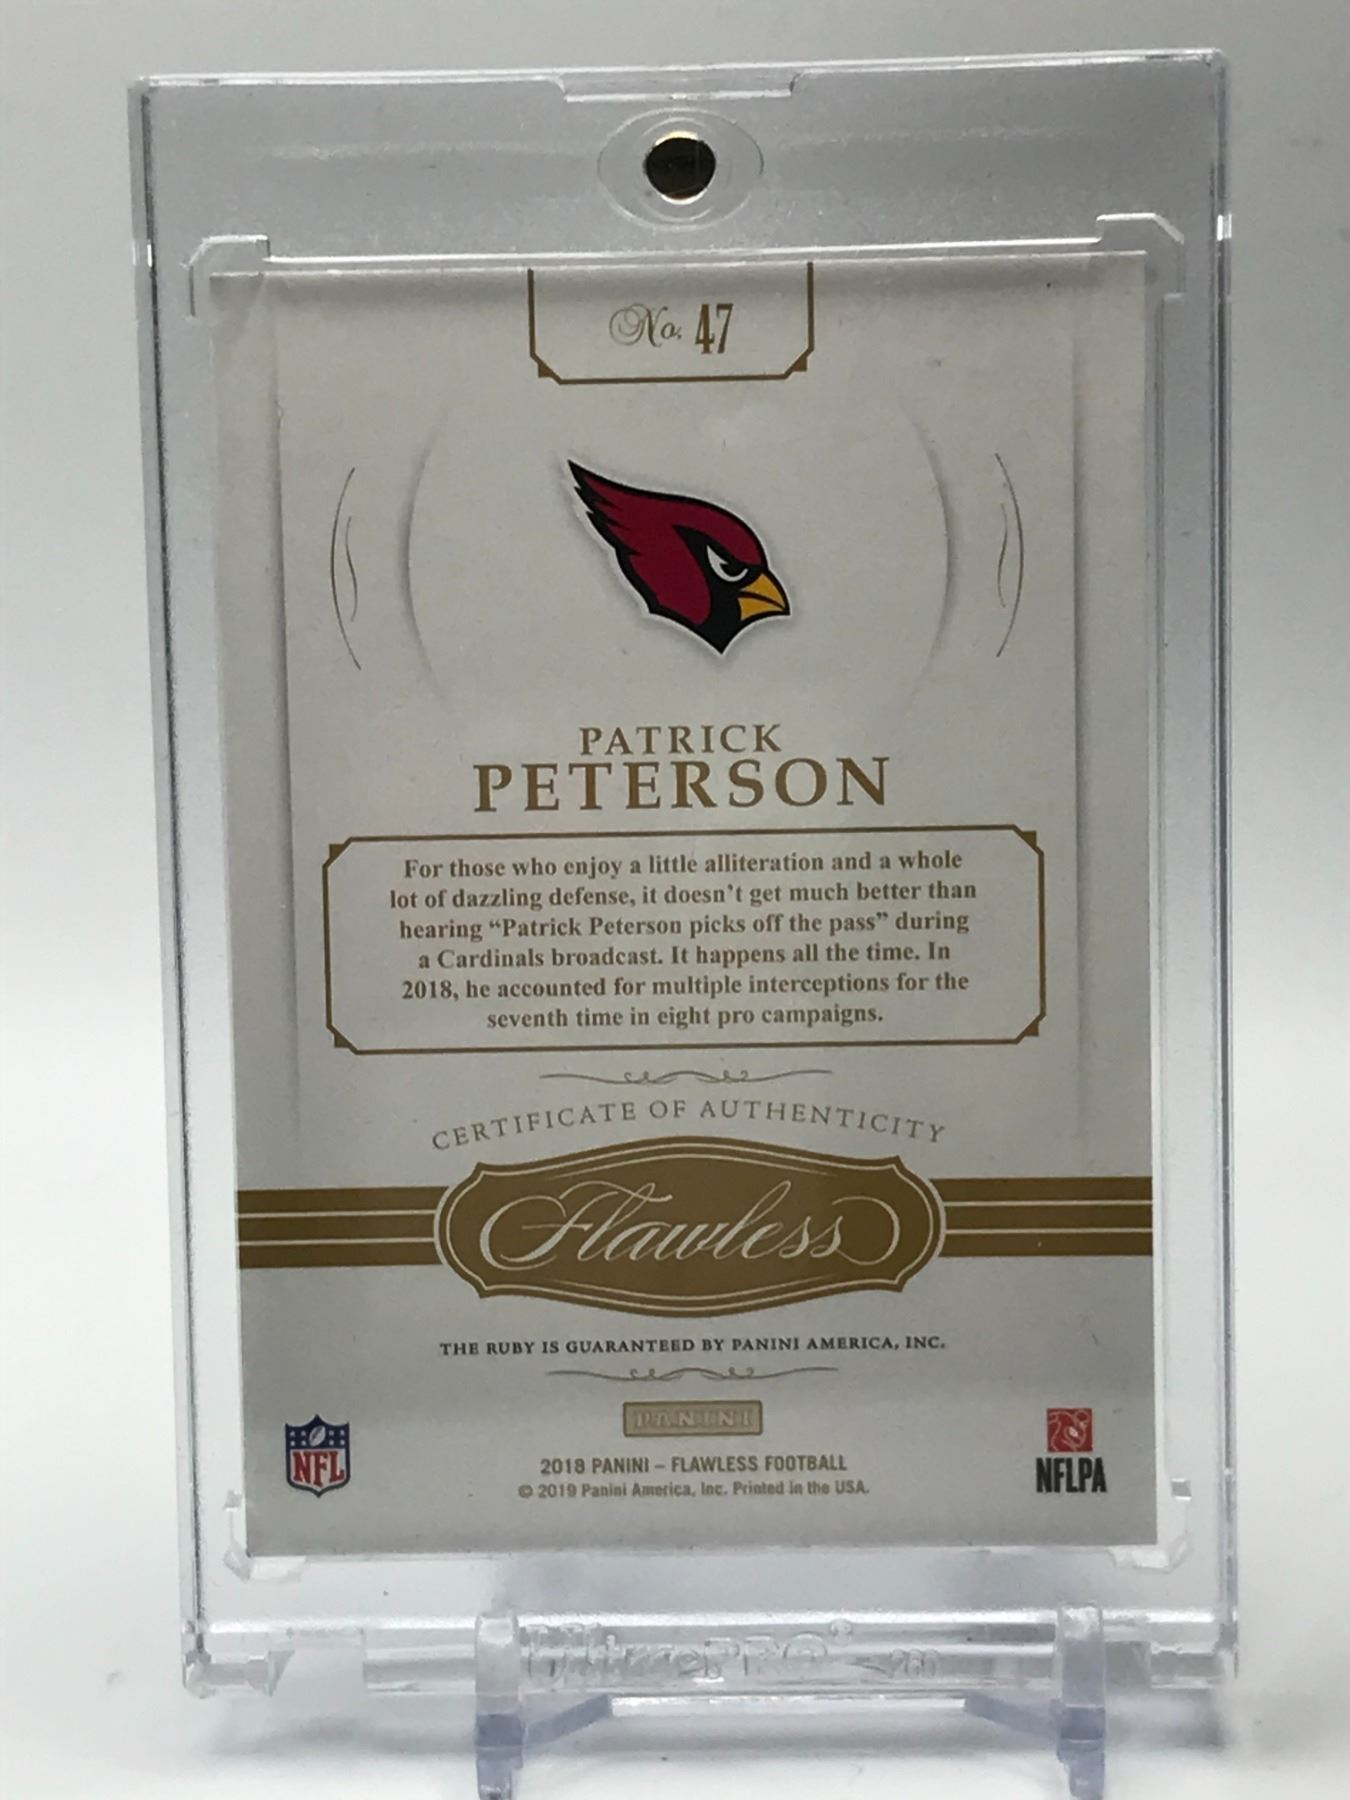 No. 47
PATRICK
PETERSON
For those who enjoy a little alliteration and a whole
lot of dazzling defense, it doesn't get much better than
hearing “Patrick Peterson picks off the pass” during
a Cardinals broadcast. It happens all the time. In
2018, he accounted for multiple interceptions for the
seventh time in eight pro campaigns.
CERTIFICATE OF AUTHENTICITY
Flawless
THE RUBY IS GUARANTEED BY PANINI AMERICA, INC.
PANINI
NFL
NFLPA
2018 PANINI – FLAWLESS FOOTBALL
© 2019 Panini America, Inc. Printed in the USA.
UltraPRO